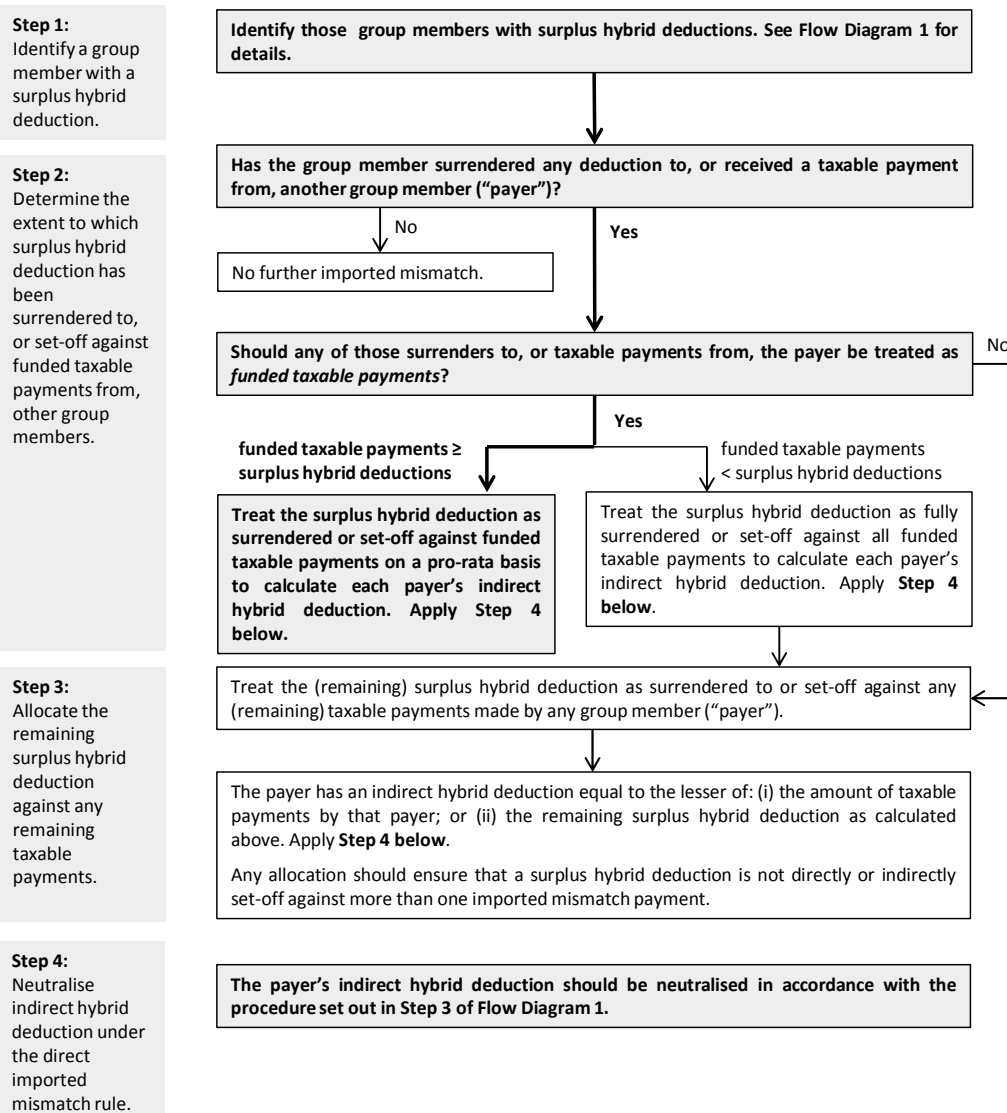 Step 1:
Identify a group
member with a
surplus hybrid
deduction.
Identify those group members with surplus hybrid deductions. See Flow Diagram 1 for
details.
Step 2:
Determine the
extent to which
surplus hybrid
deduction has
been
surrendered to,
or set-off against
funded taxable
payments from,
other group
members.
Has the group member surrendered any deduction to, or received a taxable payment
from, another group member (“payer”)?
No
Yes
No further imported mismatch.
Should any of those surrenders to, or taxable payments from, the payer be treated as
funded taxable payments?
No
Yes
funded taxable payments ≥
surplus hybrid deductions
funded taxable payments
< surplus hybrid deductions
Treat the surplus hybrid deduction as
surrendered or set-off against funded
taxable payments on a pro-rata basis
to calculate each payer’s indirect
hybrid deduction. Apply Step 4
below.
Treat the surplus hybrid deduction as fully
surrendered or set-off against all funded
taxable payments to calculate each payer’s
indirect hybrid deduction. Apply Step 4
below.
Step 3:
Allocate the
remaining
surplus hybrid
deduction
against any
remaining
taxable
payments.
Treat the (remaining) surplus hybrid deduction as surrendered to or set-off against any
(remaining) taxable payments made by any group member (“payer”).
The payer has an indirect hybrid deduction equal to the lesser of: (i) the amount of taxable
payments by that payer; or (ii) the remaining surplus hybrid deduction as calculated
above. Apply Step 4 below.
Any allocation should ensure that a surplus hybrid deduction is not directly or indirectly
set-off against more than one imported mismatch payment.
Step 4:
Neutralise
indirect hybrid
deduction under
the direct
imported
mismatch rule.
The payer’s indirect hybrid deduction should be neutralised in accordance with the
procedure set out in Step 3 of Flow Diagram 1.